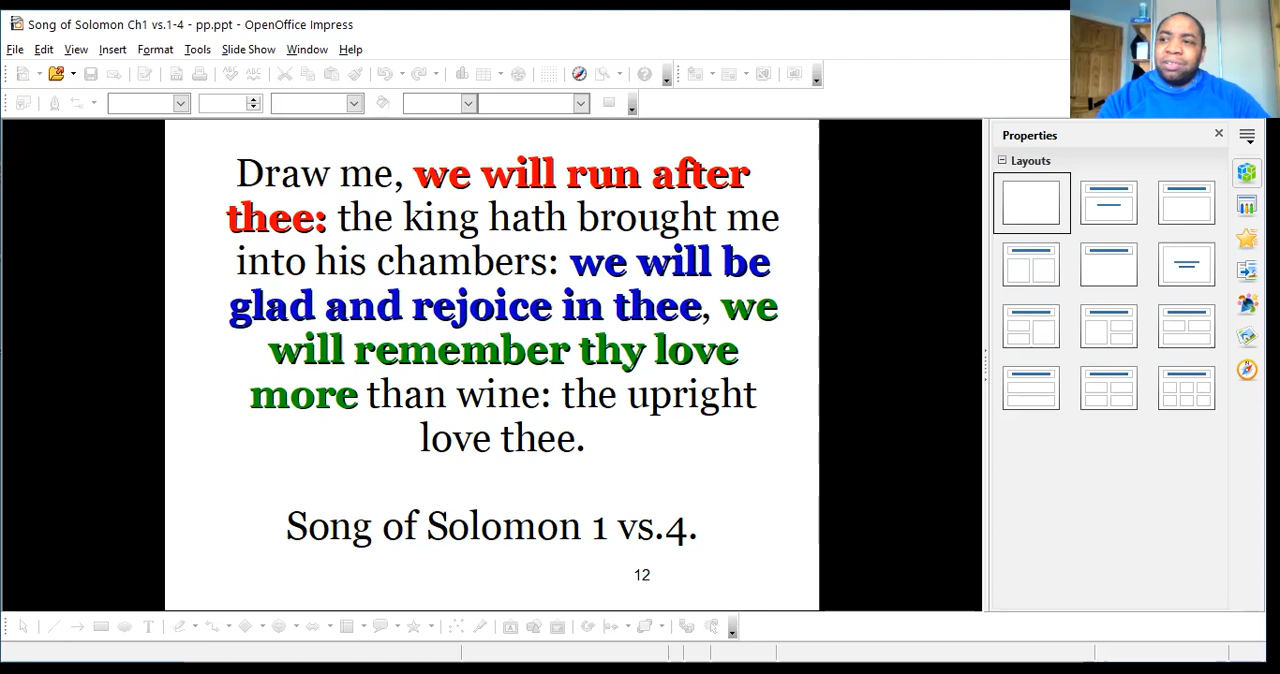 Song of Solomon Ch1 vs.1-4 - pp.ppt - OpenOffice Impress
File Edit View Insert Format Tools Slide Show Window Help
Properties
Layouts
Draw me, we will run after
thee: the king hath brought me
into his chambers: we will be
glad and rejoice in thee, we
will remember thy love
more than wine: the upright
love thee.
Song of Solomon 1 vs.4.
12